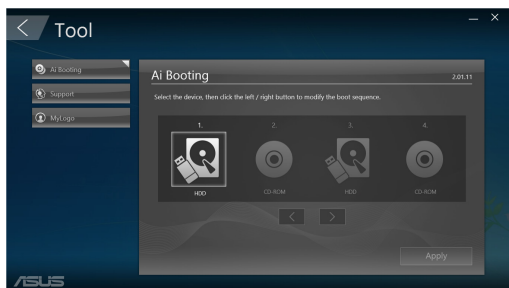 Tool
Ai Booting
Support
MyLogo
Ai Booting
2.01.11
Select the device, then click the left / right button to modify the boot sequence.
1. 2. 3. 4.
HDD CD-ROM HDD CD-ROM
Apply
ASUS